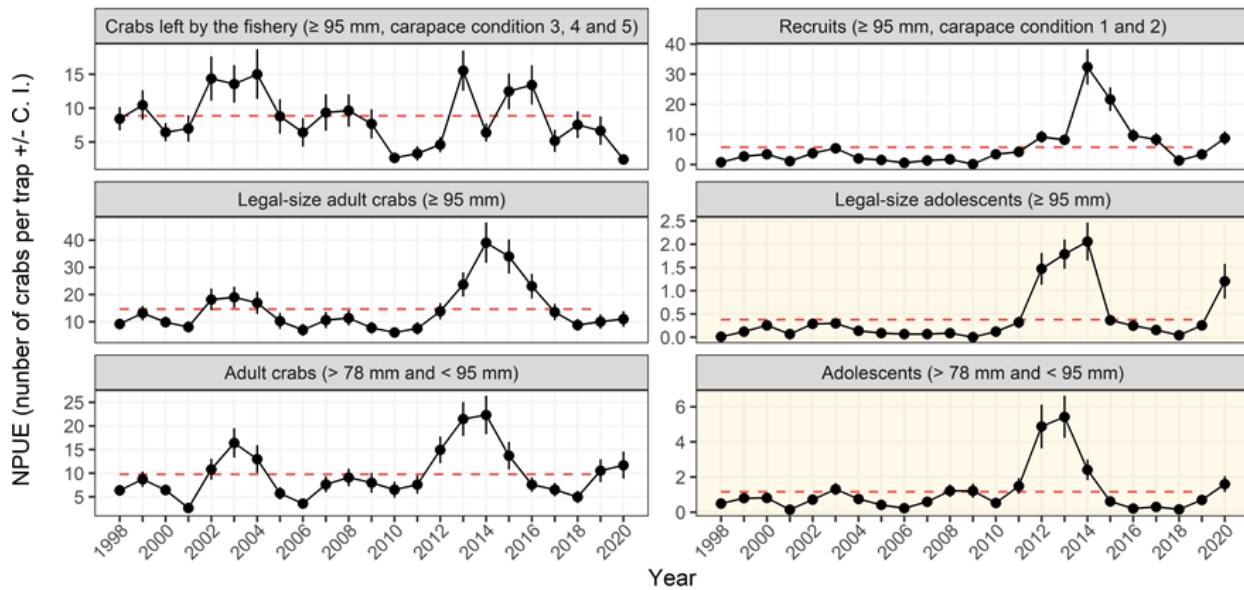 NPUE (number of crabs per trap +/- C. I.)
Crabs left by the fishery (≥ 95 mm, carapace condition 3, 4 and 5)
15
10
5
Recruits (≥ 95 mm, carapace condition 1 and 2)
40
30
20
10
0
Legal-size adult crabs (≥ 95 mm)
40
30
20
10
Legal-size adolescents (≥ 95 mm)
2.5
2.0
1.5
1.0
0.5
0.0
Adult crabs (> 78 mm and < 95 mm)
25
20
15
10
5
Adolescents (> 78 mm and < 95 mm)
6
4
2
0
1998 2000 2002 2004 2006 2008 2010 2012 2014 2016 2018 2020
1998 2000 2002 2004 2006 2008 2010 2012 2014 2016 2018 2020
Year